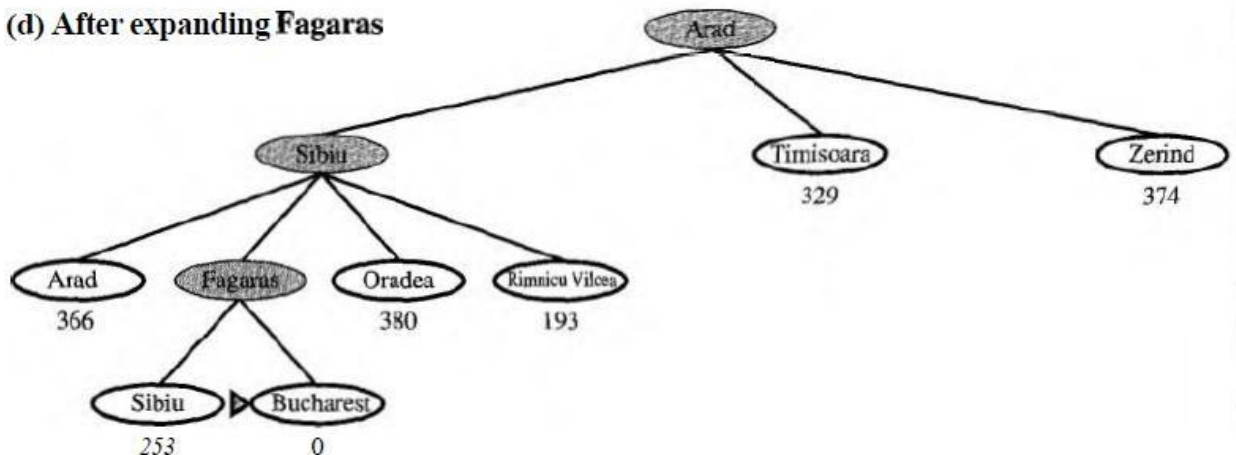 (d) After expanding Fagaras
Arad
Sibiu
Timisoara
Zerind
329
374
Arad
Fagaras
Oradea
Rimnicu Vilcea
366
380
193
Sibiu
Bucharest
253
0